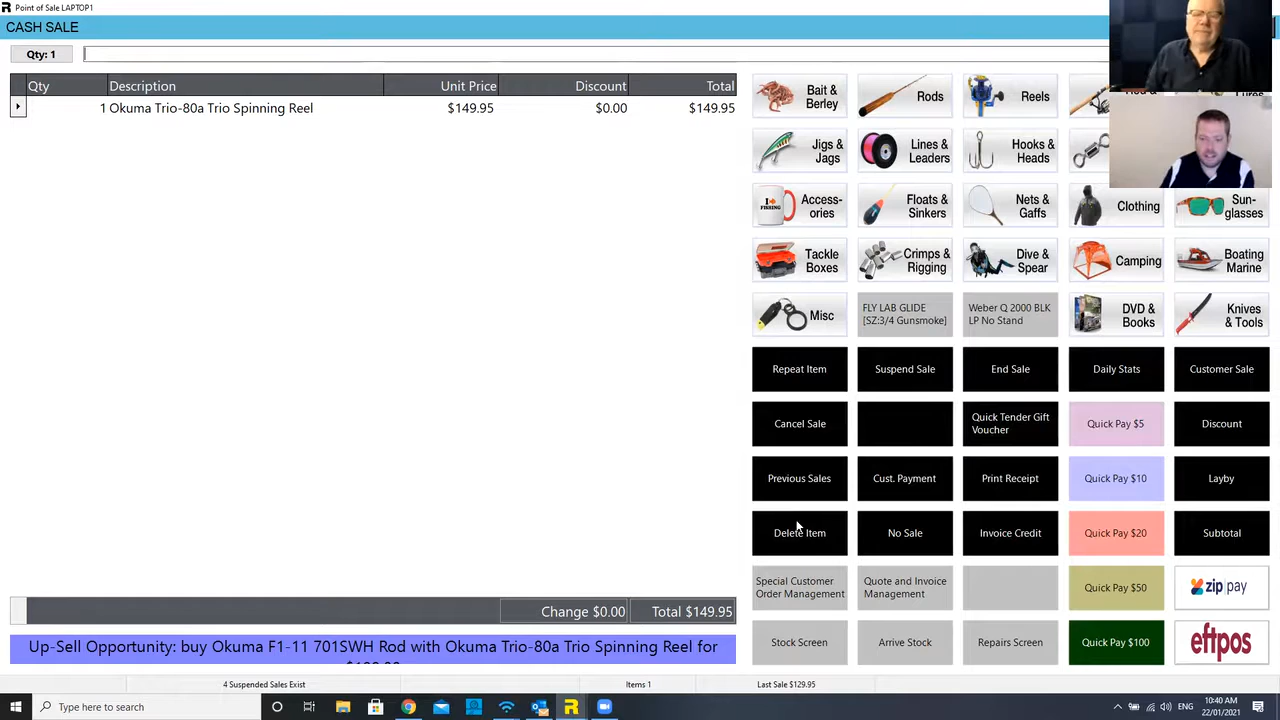 Point of Sale LAPTOP1
CASH SALE
Qty: 1
Qty Description Unit Price Discount Total
1 Okuma Trio-80a Trio Spinning Reel $149.95 $0.00 $149.95
Bait &
Berley
Rods
Reels
Jigs &
Jags
Lines &
Leaders
Hooks &
Heads
I
FISHING
Access-
ories
Floats &
Sinkers
Nets &
Gaffs
Clothing
Sun-
glasses
Tackle
Boxes
Crimps &
Rigging
Dive &
Spear
Camping
Boating
Marine
Misc
FLY LAB GLIDE
[SZ:3/4 Gunsmoke]
Weber Q 2000 BLK
LP No Stand
DVD &
Books
Knives
& Tools
Repeat Item
Suspend Sale
End Sale
Daily Stats
Customer Sale
Cancel Sale
Quick Tender Gift
Voucher
Quick Pay $5
Discount
Previous Sales
Cust. Payment
Print Receipt
Quick Pay $10
Layby
Delete Item
No Sale
Invoice Credit
Quick Pay $20
Subtotal
Special Customer
Order Management
Quote and Invoice
Management
Quick Pay $50
zip pay
Stock Screen
Arrive Stock
Repairs Screen
Quick Pay $100
eftpos
Change $0.00 Total $149.95
Up-Sell Opportunity: buy Okuma F1-11 701SWH Rod with Okuma Trio-80a Trio Spinning Reel for
4 Suspended Sales Exist Items 1 Last Sale $129.95
Type here to search
ENG
10:40 AM
22/01/2021